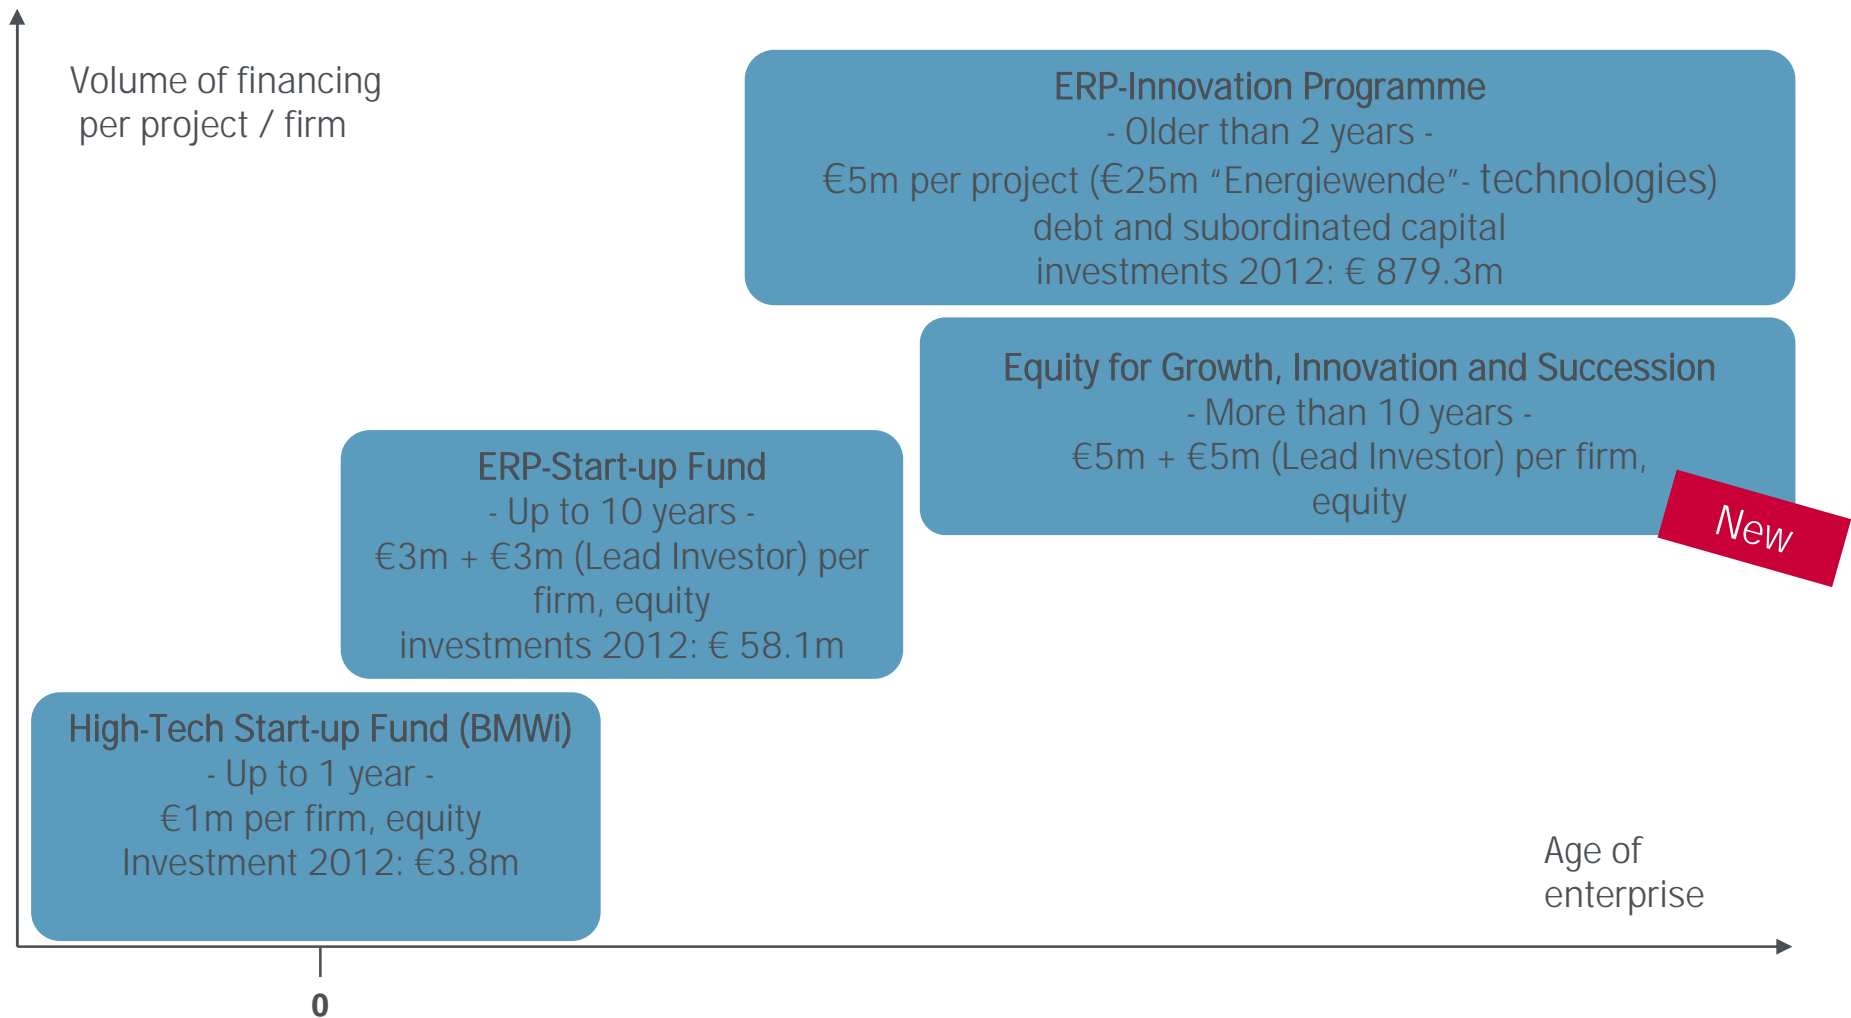 Volume of financing
per project / firm
ERP-Innovation Programme
- Older than 2 years -
€5m per project (€25m “Energiewende”- technologies)
debt and subordinated capital
investments 2012: € 879.3m
Equity for Growth, Innovation and Succession
- More than 10 years -
€5m + €5m (Lead Investor) per firm,
equity
New
ERP-Start-up Fund
- Up to 10 years -
€3m + €3m (Lead Investor) per
firm, equity
investments 2012: € 58.1m
High-Tech Start-up Fund (BMWi)
- Up to 1 year -
€1m per firm, equity
Investment 2012: €3.8m
Age of
enterprise
0